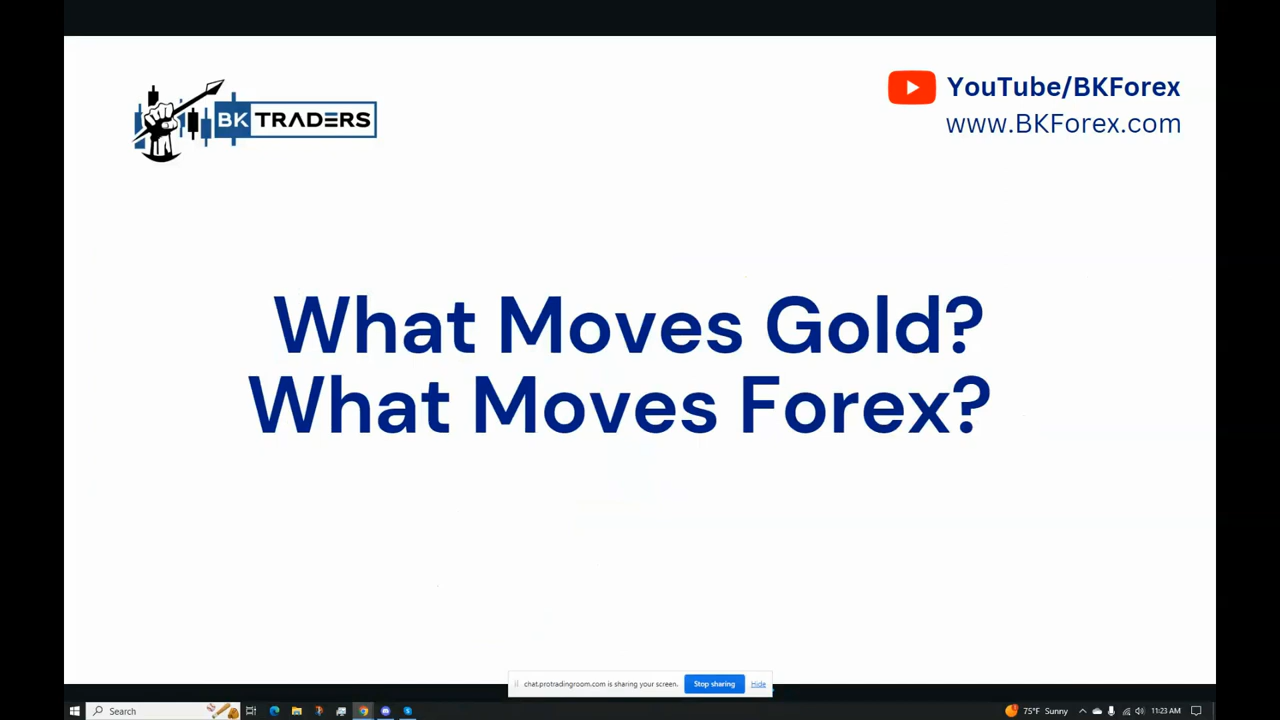 BK TRADERS
YouTube/BKForex
www.BKForex.com
What Moves Gold?
What Moves Forex?
chat.protradingroom.com is sharing your screen.
Stop sharing
Hide
Search
75°F Sunny
11:23 AM